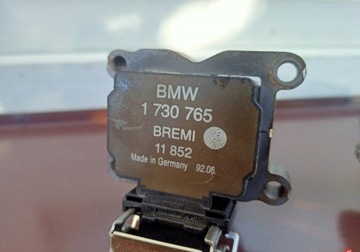 BMW
1 730 765
BREMI
11 852
Made in Germany 92.06.